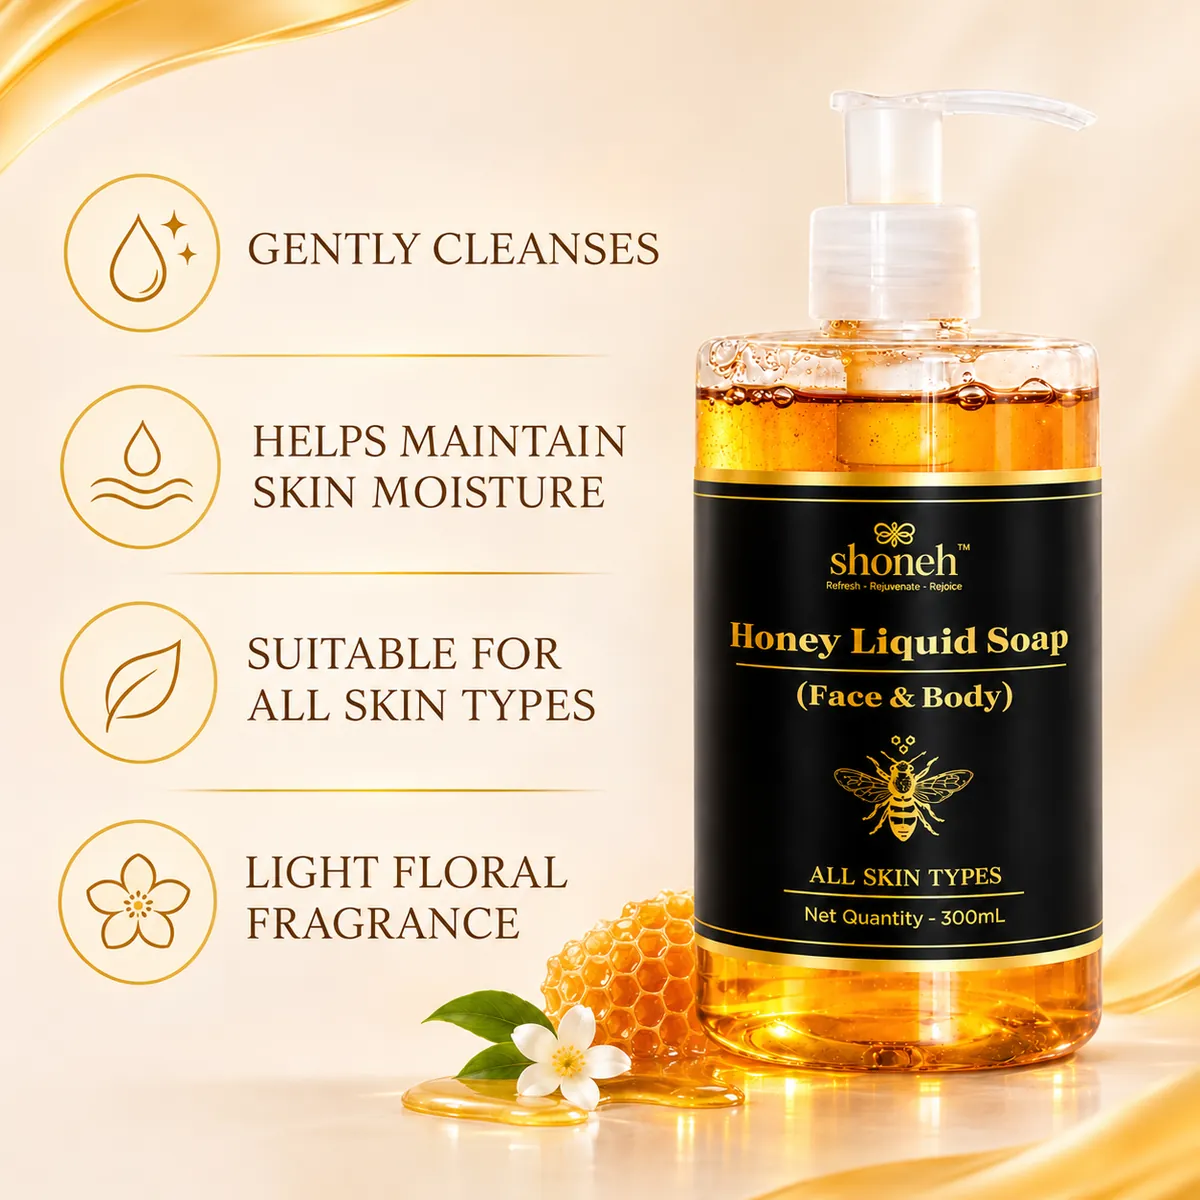 GENTLY CLEANSES
HELPS MAINTAIN
SKIN MOISTURE
SUITABLE FOR
ALL SKIN TYPES
LIGHT FLORAL
FRAGRANCE
shoneh™
Refresh - Rejuvenate - Rejoice
Honey Liquid Soap
(Face & Body)
ALL SKIN TYPES
Net Quantity - 300mL